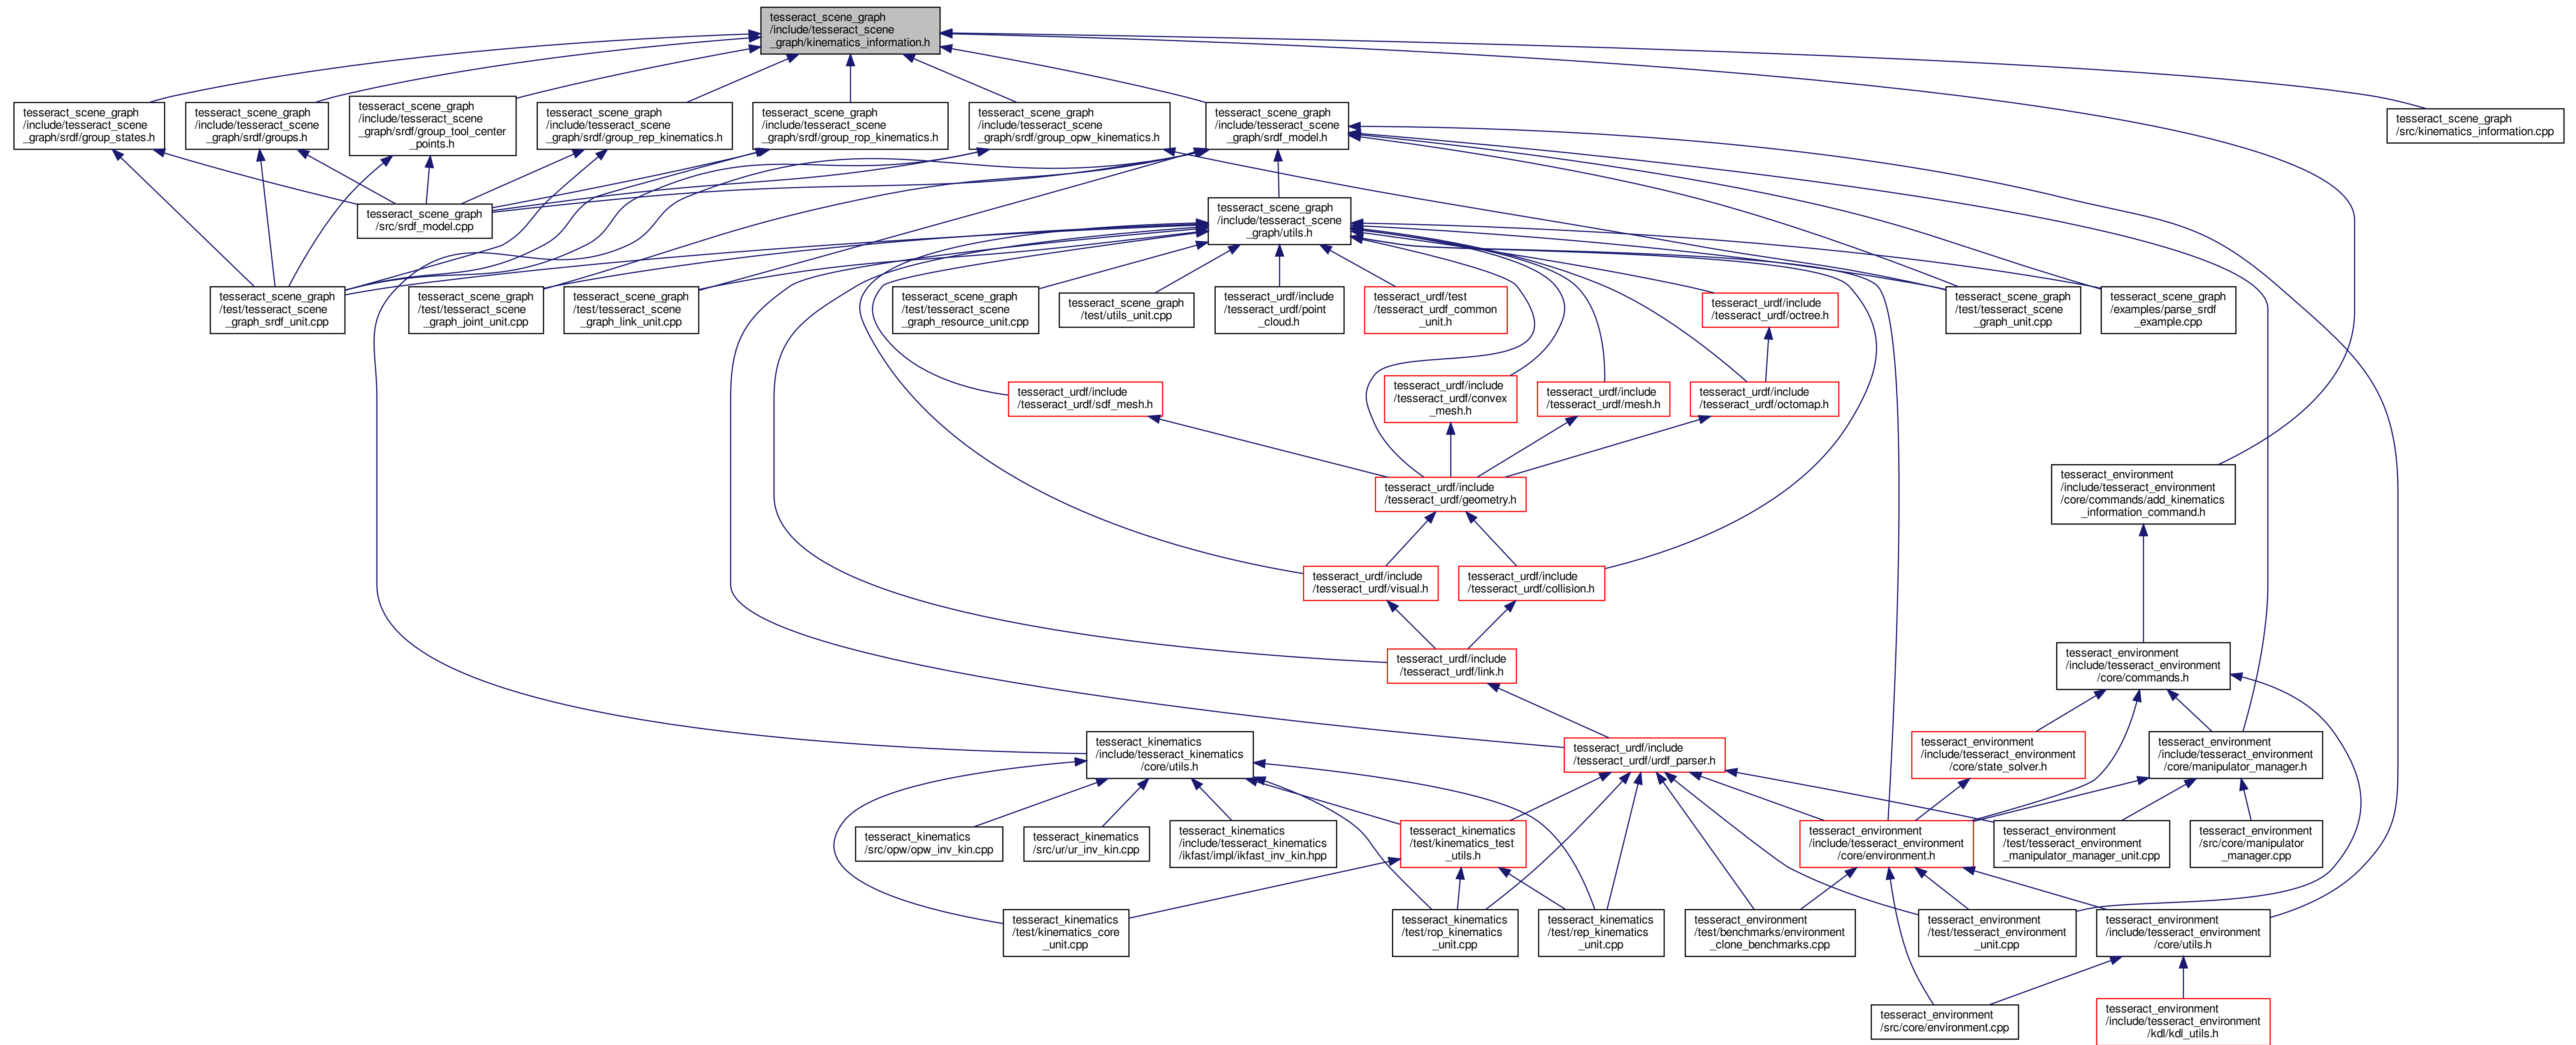 tesseract_scene_graph
/include/tesseract_scene
_graph/kinematics_information.h
tesseract_scene_graph
/include/tesseract_scene
_graph/srdf/group_states.h
tesseract_scene_graph
/include/tesseract_scene
_graph/srdf/groups.h
tesseract_scene_graph
/include/tesseract_scene
_graph/srdf/group_tool_center
_points.h
tesseract_scene_graph
/include/tesseract_scene
_graph/srdf/group_rep_kinematics.h
tesseract_scene_graph
/include/tesseract_scene
_graph/srdf/group_rop_kinematics.h
tesseract_scene_graph
/include/tesseract_scene
_graph/srdf/group_opw_kinematics.h
tesseract_scene_graph
/include/tesseract_scene
_graph/srdf_model.h
tesseract_scene_graph
/src/kinematics_information.cpp
tesseract_scene_graph
/src/srdf_model.cpp
tesseract_scene_graph
/include/tesseract_scene
_graph/utils.h
tesseract_scene_graph
/test/tesseract_scene
_graph_srdf_unit.cpp
tesseract_scene_graph
/test/tesseract_scene
_graph_joint_unit.cpp
tesseract_scene_graph
/test/tesseract_scene
_graph_link_unit.cpp
tesseract_scene_graph
/test/tesseract_scene
_graph_resource_unit.cpp
tesseract_scene_graph
/test/utils_unit.cpp
tesseract_urdf/include
/tesseract_urdf/point
_cloud.h
tesseract_urdf/test
/tesseract_urdf_common
_unit.h
tesseract_urdf/include
/tesseract_urdf/octree.h
tesseract_scene_graph
/test/tesseract_scene
_graph_unit.cpp
tesseract_scene_graph
/examples/parse_srdf
_example.cpp
tesseract_urdf/include
/tesseract_urdf/sdf_mesh.h
tesseract_urdf/include
/tesseract_urdf/convex
_mesh.h
tesseract_urdf/include
/tesseract_urdf/mesh.h
tesseract_urdf/include
/tesseract_urdf/octomap.h
tesseract_urdf/include
/tesseract_urdf/geometry.h
tesseract_environment
/include/tesseract_environment
/core/commands/add_kinematics
_information_command.h
tesseract_urdf/include
/tesseract_urdf/visual.h
tesseract_urdf/include
/tesseract_urdf/collision.h
tesseract_urdf/include
/tesseract_urdf/link.h
tesseract_environment
/include/tesseract_environment
/core/commands.h
tesseract_kinematics
/include/tesseract_kinematics
/core/utils.h
tesseract_urdf/include
/tesseract_urdf/urdf_parser.h
tesseract_environment
/include/tesseract_environment
/core/state_solver.h
tesseract_environment
/include/tesseract_environment
/core/manipulator_manager.h
tesseract_kinematics
/src/opw/opw_inv_kin.cpp
tesseract_kinematics
/src/ur/ur_inv_kin.cpp
tesseract_kinematics
/include/tesseract_kinematics
/ikfast/impl/ikfast_inv_kin.hpp
tesseract_kinematics
/test/kinematics_test
_utils.h
tesseract_environment
/include/tesseract_environment
/core/environment.h
tesseract_environment
/test/tesseract_environment
_manipulator_manager_unit.cpp
tesseract_environment
/src/core/manipulator
_manager.cpp
tesseract_kinematics
/test/kinematics_core
_unit.cpp
tesseract_kinematics
/test/rop_kinematics
_unit.cpp
tesseract_kinematics
/test/rep_kinematics
_unit.cpp
tesseract_environment
/test/benchmarks/environment
_clone_benchmarks.cpp
tesseract_environment
/test/tesseract_environment
_unit.cpp
tesseract_environment
/include/tesseract_environment
/core/utils.h
tesseract_environment
/src/core/environment.cpp
tesseract_environment
/include/tesseract_environment
/kdl/kdl_utils.h